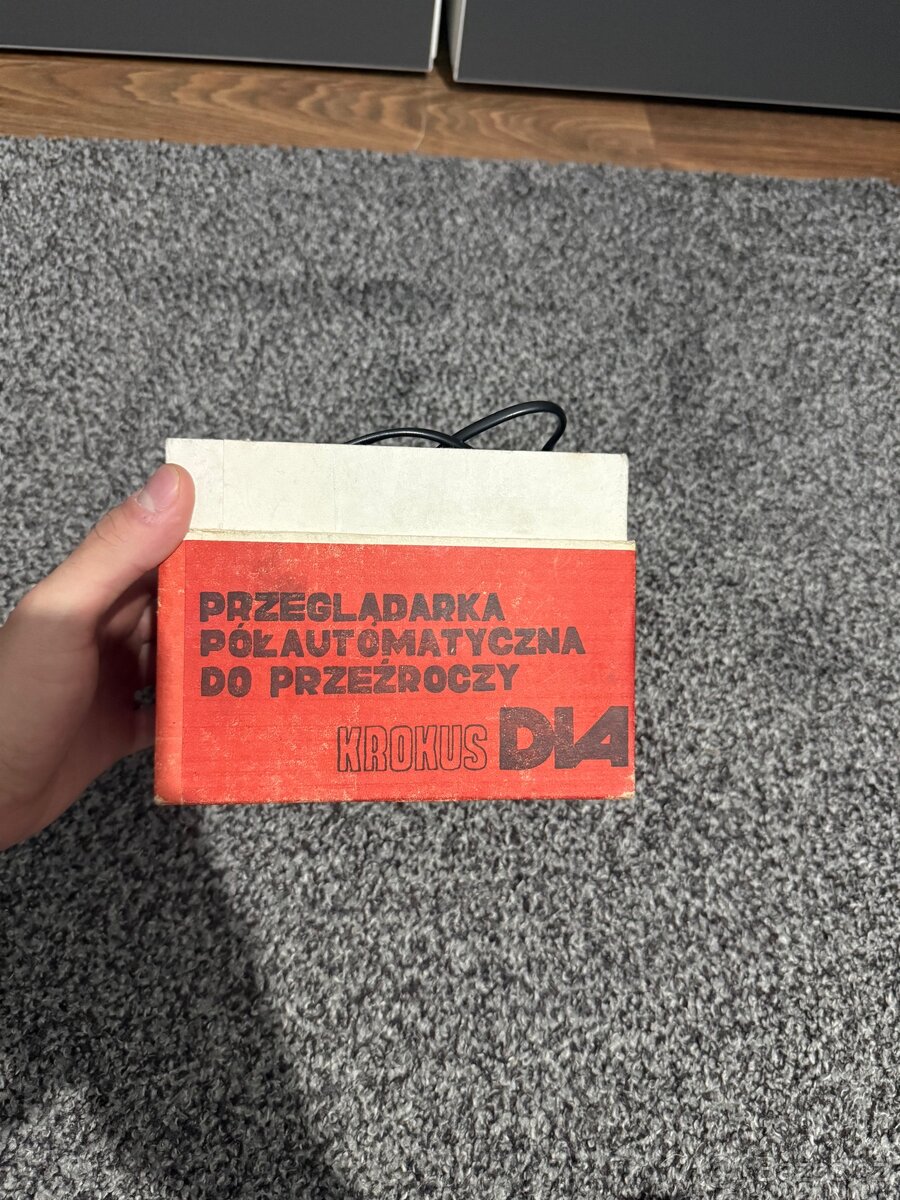 PRZEGLĄDARKA
PÓŁAUTOMATYCZNA
DO PRZEŹROCZY
KROKUS DIA